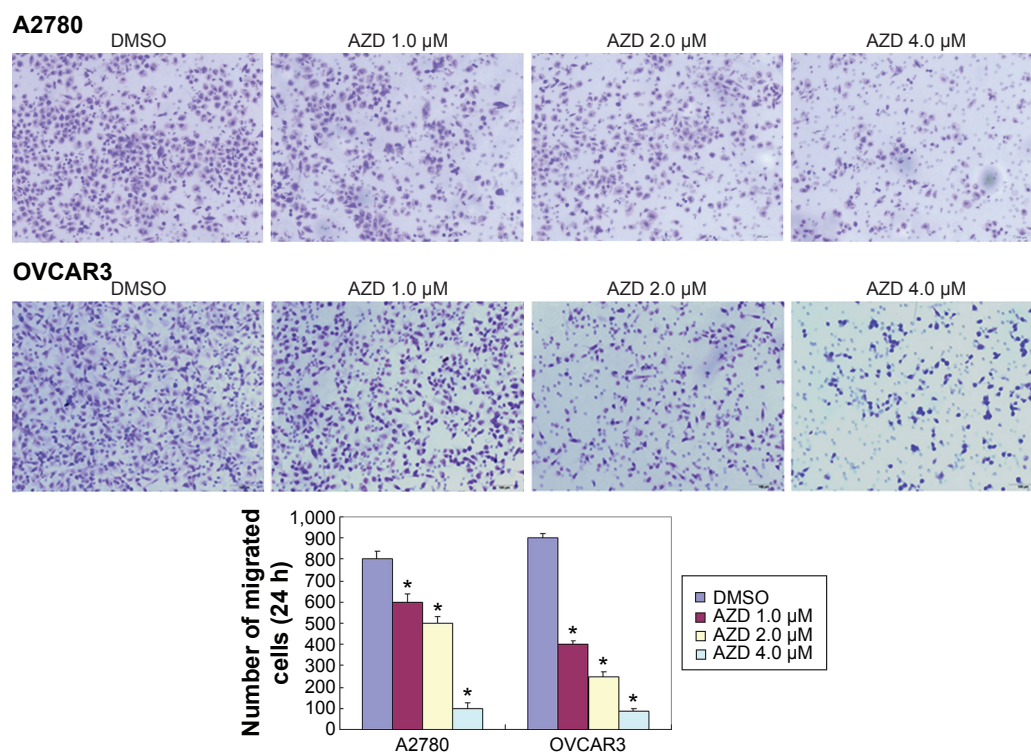 A2780
DMSO AZD 1.0 µM AZD 2.0 µM AZD 4.0 µM
OVCAR3
DMSO AZD 1.0 µM AZD 2.0 µM AZD 4.0 µM
Number of migrated
cells (24 h)
1,000
900
800
700
600
500
400
300
200
100
0
* * *
* * *
A2780 OVCAR3
DMSO
AZD 1.0 µM
AZD 2.0 µM
AZD 4.0 µM